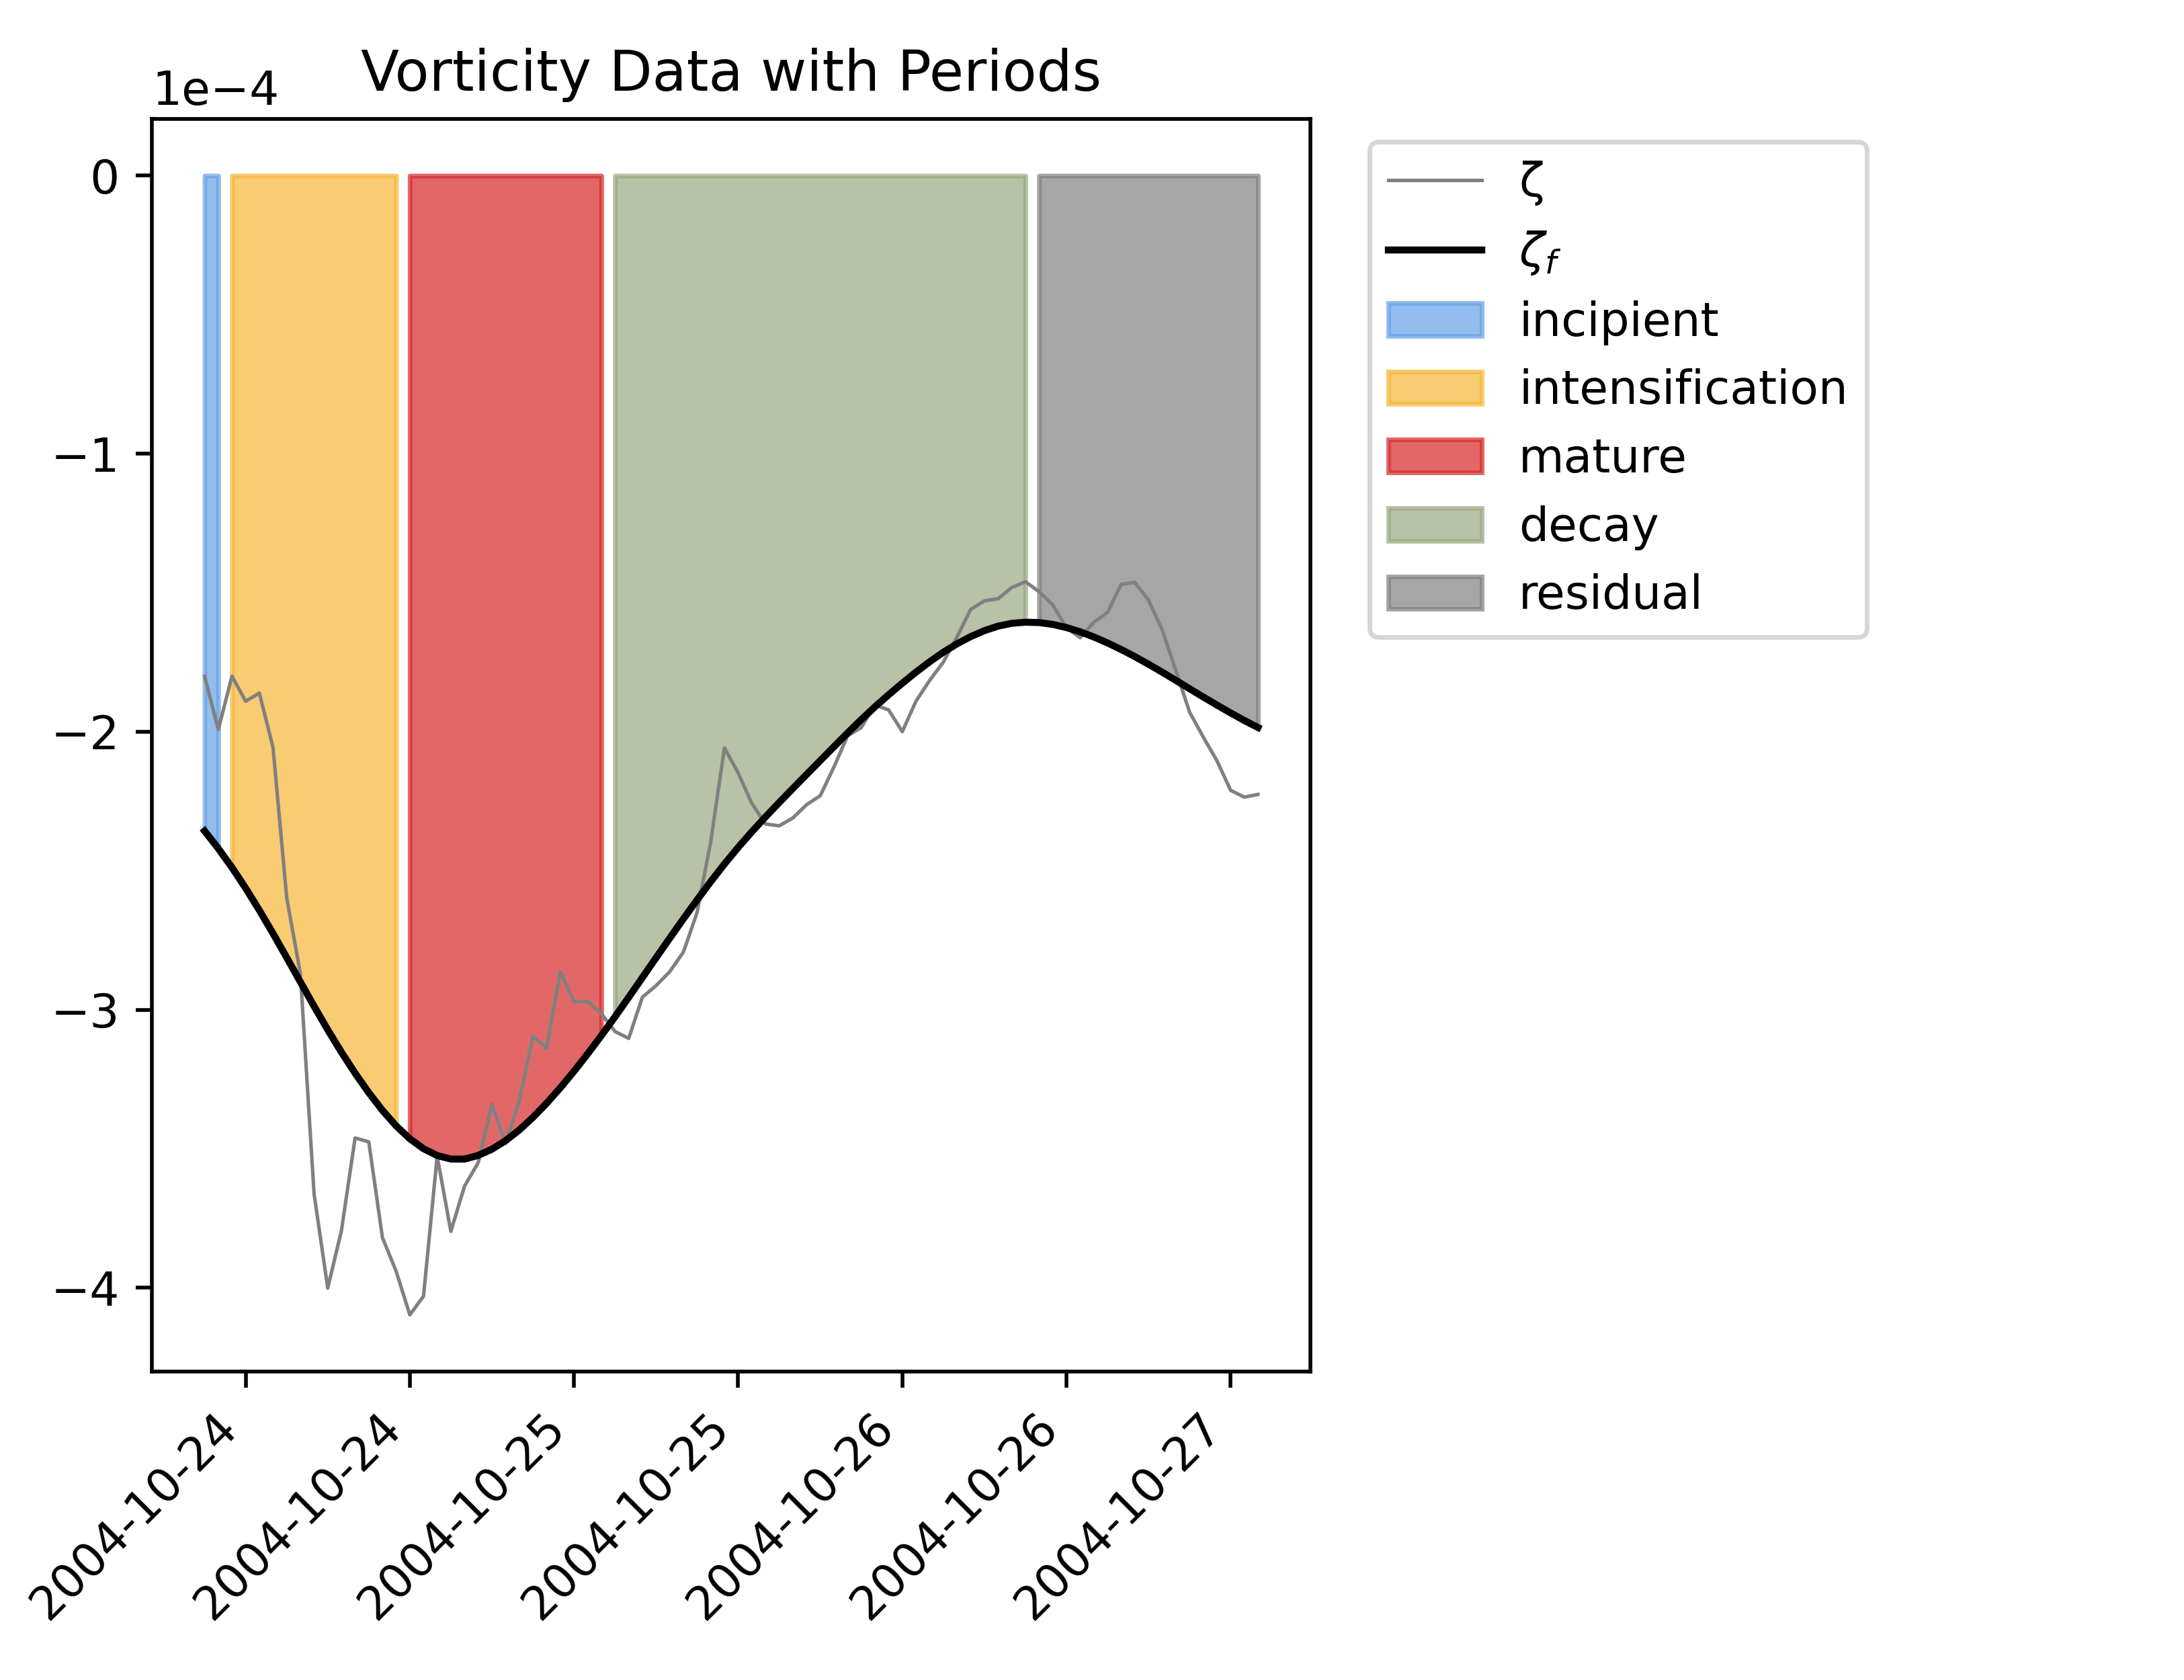 Vorticity Data with Periods
1e−4
0
−1
−2
−3
−4
2004-10-24
2004-10-24
2004-10-25
2004-10-25
2004-10-26
2004-10-26
2004-10-27
ζ
ζf
incipient
intensification
mature
decay
residual